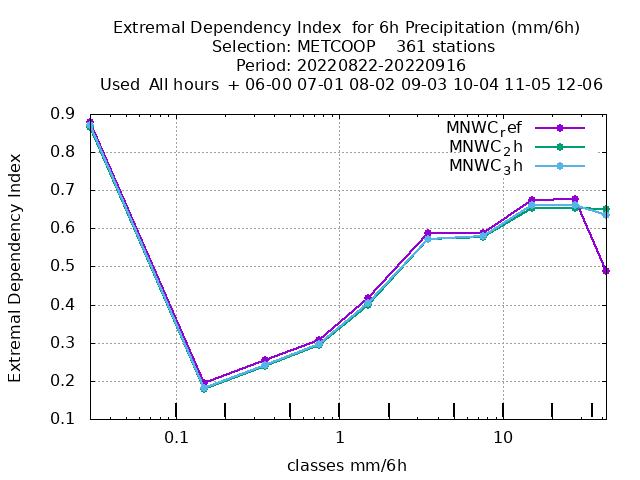 Extremal Dependency Index  for 6h Precipitation (mm/6h)
Selection: METCOOP    361 stations
Period: 20220822-20220916
Used  All hours  + 06-00 07-01 08-02 09-03 10-04 11-05 12-06
MNWCref
MNWC2h
MNWC3h
0.9
0.8
0.7
0.6
0.5
0.4
0.3
0.2
0.1
Extremal Dependency Index
0.1 1 10
classes mm/6h